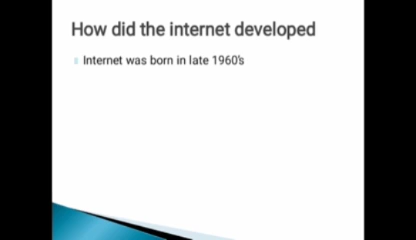 How did the internet developed
Internet was born in late 1960's